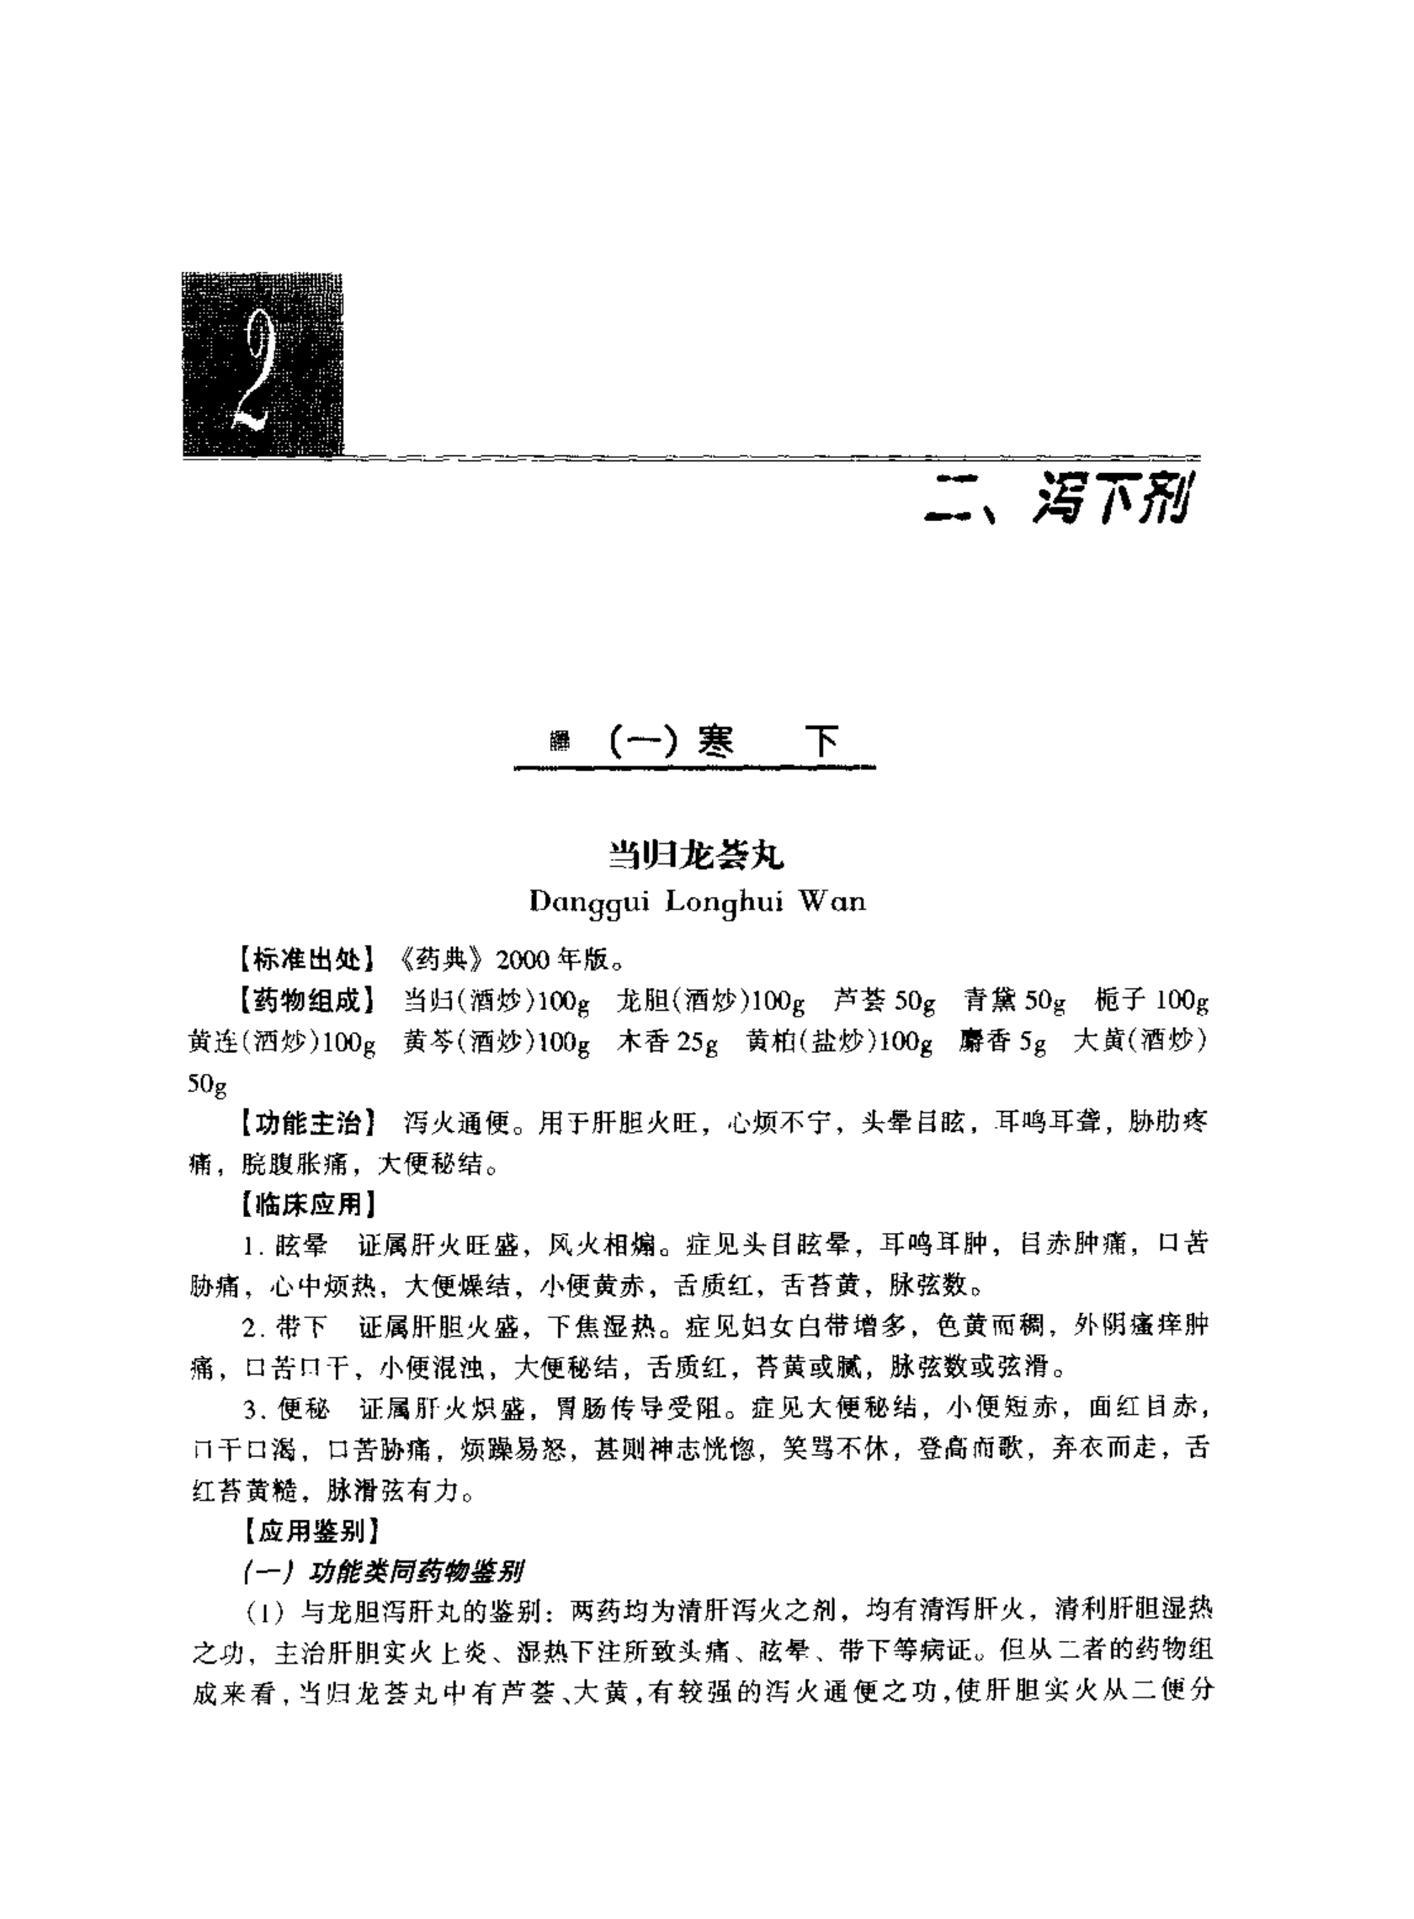 2
二、泻下剂
(一)寒　下
当归龙荟丸
Danggui Longhui Wan
【标准出处】《药典》2000年版。
【药物组成】 当归(酒炒)100g 龙胆(酒炒)100g 芦荟 50g 青黛 50g 栀子 100g
黄连(酒炒)100g 黄芩(酒炒)100g 木香 25g 黄柏(盐炒)100g 麝香 5g 大黄(酒炒)
50g
【功能主治】 泻火通便。用于肝胆火旺，心烦不宁，头晕目眩，耳鸣耳聋，胁肋疼
痛，脘腹胀痛，大便秘结。
【临床应用】
1. 眩晕 证属肝火旺盛，风火相煽。症见头目眩晕，耳鸣耳肿，目赤肿痛，口苦
胁痛，心中烦热，大便燥结，小便黄赤，舌质红，舌苔黄，脉弦数。
2. 带下 证属肝胆火盛，下焦湿热。症见妇女白带增多，色黄而稠，外阴瘙痒肿
痛，口苦口干，小便混浊，大便秘结，舌质红，苔黄或腻，脉弦数或弦滑。
3. 便秘 证属肝火炽盛，胃肠传导受阻。症见大便秘结，小便短赤，面红目赤，
口干口渴，口苦胁痛，烦躁易怒，甚则神志恍惚，笑骂不休，登高而歌，弃衣而走，舌
红苔黄糙，脉滑弦有力。
【应用鉴别】
(一) 功能类同药物鉴别
(1) 与龙胆泻肝丸的鉴别：两药均为清肝泻火之剂，均有清泻肝火，清利肝胆湿热
之功，主治肝胆实火上炎、湿热下注所致头痛、眩晕、带下等病证。但从二者的药物组
成来看,当归龙荟丸中有芦荟、大黄,有较强的泻火通便之功,使肝胆实火从二便分